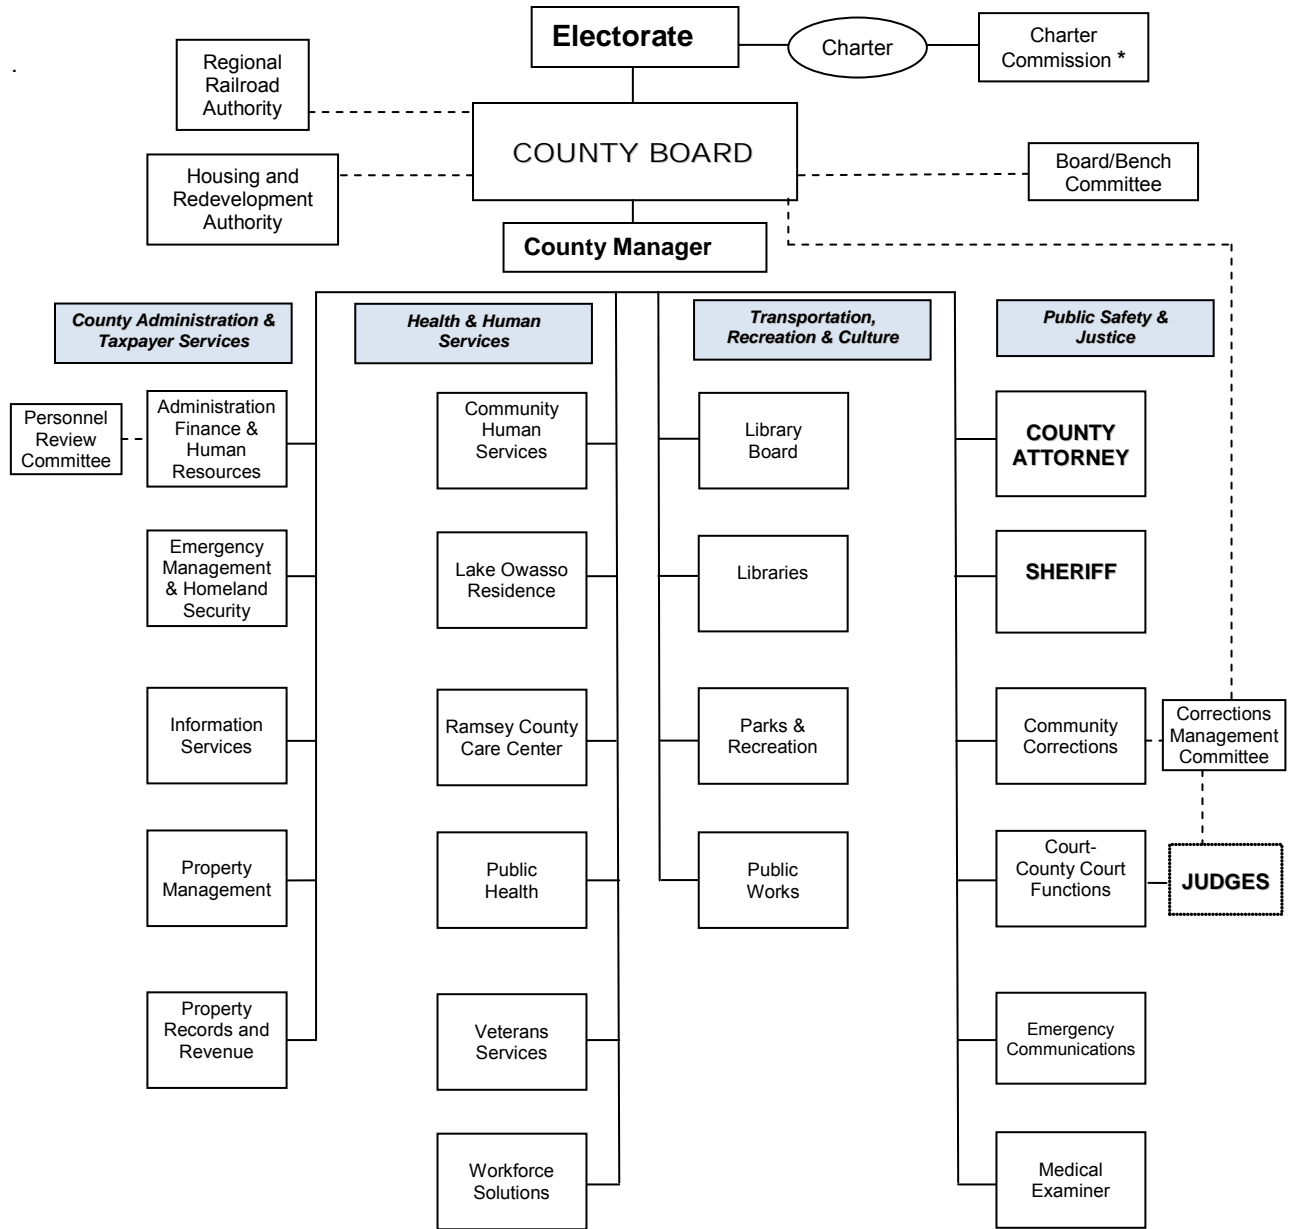 Electorate
Charter
Charter
Commission *
.
Regional
Railroad
Authority
COUNTY BOARD
Housing and
Redevelopment
Authority
Board/Bench
Committee
County Manager
County Administration &
Taxpayer Services
Health & Human
Services
Transportation,
Recreation & Culture
Public Safety &
Justice
Personnel
Review
Committee
Administration
Finance &
Human
Resources
Community
Human
Services
Library
Board
COUNTY
ATTORNEY
Emergency
Management
& Homeland
Security
Lake Owasso
Residence
Libraries
SHERIFF
Information
Services
Ramsey County
Care Center
Parks &
Recreation
Community
Corrections
Corrections
Management
Committee
Property
Management
Public
Health
Public
Works
Court-
County Court
Functions
JUDGES
Property
Records and
Revenue
Veterans
Services
Emergency
Communications
Workforce
Solutions
Medical
Examiner